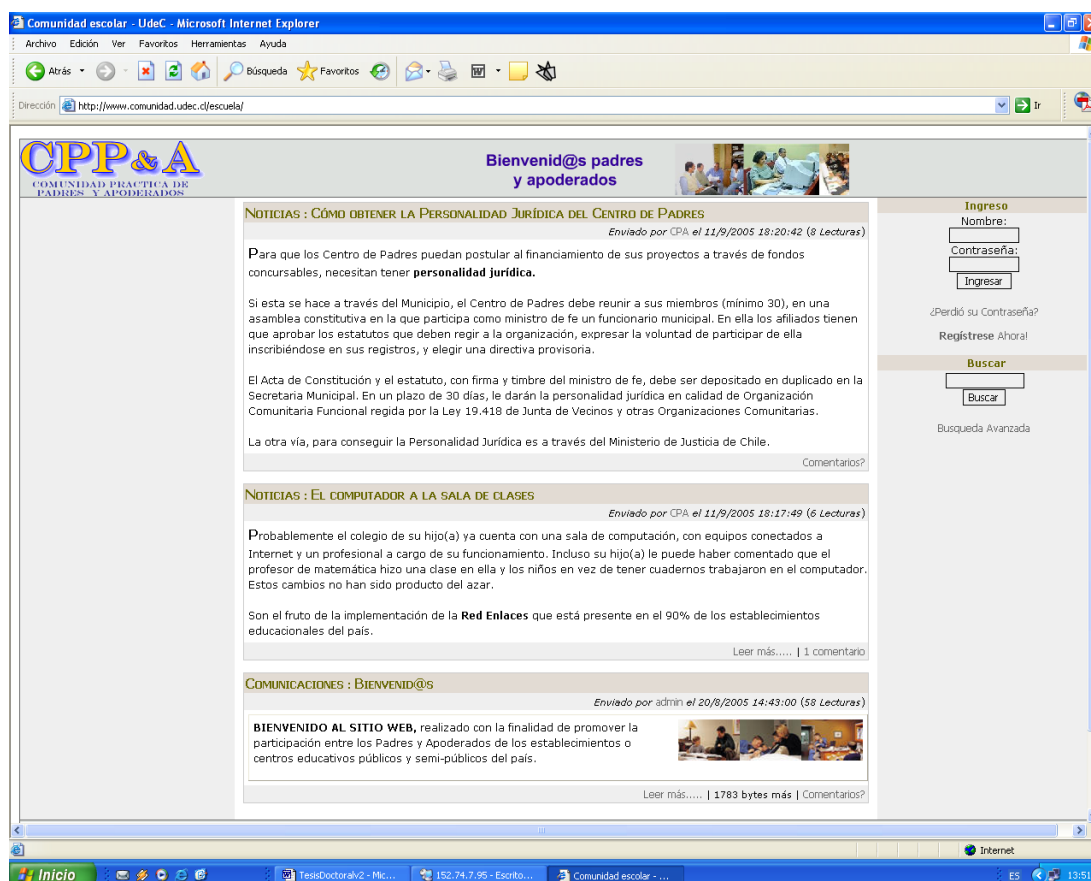 Comunidad escolar - UdeC - Microsoft Internet Explorer
Archivo Edición Ver Favoritos Herramientas Ayuda
Atrás Búsqueda Favoritos
Dirección http://www.comunidad.udec.cl/escuela/ Ir
CPP&A
COMUNIDAD PRACTICA DE
PADRES Y APODERADOS
Bienvenid@s padres
y apoderados
Noticias : Cómo obtener la Personalidad Jurídica del Centro de Padres
Enviado por CPA el 11/9/2005 18:20:42 (8 Lecturas)
Para que los Centro de Padres puedan postular al financiamiento de sus proyectos a través de fondos
concursables, necesitan tener personalidad jurídica.
Si esta se hace a través del Municipio, el Centro de Padres debe reunir a sus miembros (mínimo 30), en una
asamblea constitutiva en la que participa como ministro de fe un funcionario municipal. En ella los afiliados tienen
que aprobar los estatutos que deben regir a la organización, expresar la voluntad de participar de ella
inscribiéndose en sus registros, y elegir una directiva provisoria.
El Acta de Constitución y el estatuto, con firma y timbre del ministro de fe, debe ser depositado en duplicado en la
Secretaria Municipal. En un plazo de 30 días, le darán la personalidad jurídica en calidad de Organización
Comunitaria Funcional regida por la Ley 19.418 de Junta de Vecinos y otras Organizaciones Comunitarias.
La otra vía, para conseguir la Personalidad Jurídica es a través del Ministerio de Justicia de Chile.
Comentarios?
Noticias : El computador a la sala de clases
Enviado por CPA el 11/9/2005 18:17:49 (6 Lecturas)
Probablemente el colegio de su hijo(a) ya cuenta con una sala de computación, con equipos conectados a
Internet y un profesional a cargo de su funcionamiento. Incluso su hijo(a) le puede haber comentado que el
profesor de matemática hizo una clase en ella y los niños en vez de tener cuadernos trabajaron en el computador.
Estos cambios no han sido producto del azar.
Son el fruto de la implementación de la Red Enlaces que está presente en el 90% de los establecimientos
educacionales del país.
Leer más..... | 1 comentario
Comunicaciones : Bienvenid@s
Enviado por admin el 20/8/2005 14:43:00 (58 Lecturas)
BIENVENIDO AL SITIO WEB, realizado con la finalidad de promover la
participación entre los Padres y Apoderados de los establecimientos o
centros educativos públicos y semi-públicos del país.
Leer más..... | 1783 bytes más | Comentarios?
Ingreso
Nombre:
Contraseña:
Ingresar
¿Perdió su Contraseña?
Regístrese Ahora!
Buscar
Buscar
Busqueda Avanzada
Internet
Inicio TesisDoctoralv2 - Mic... 152.74.7.95 - Escrito... Comunidad escolar - ... ES